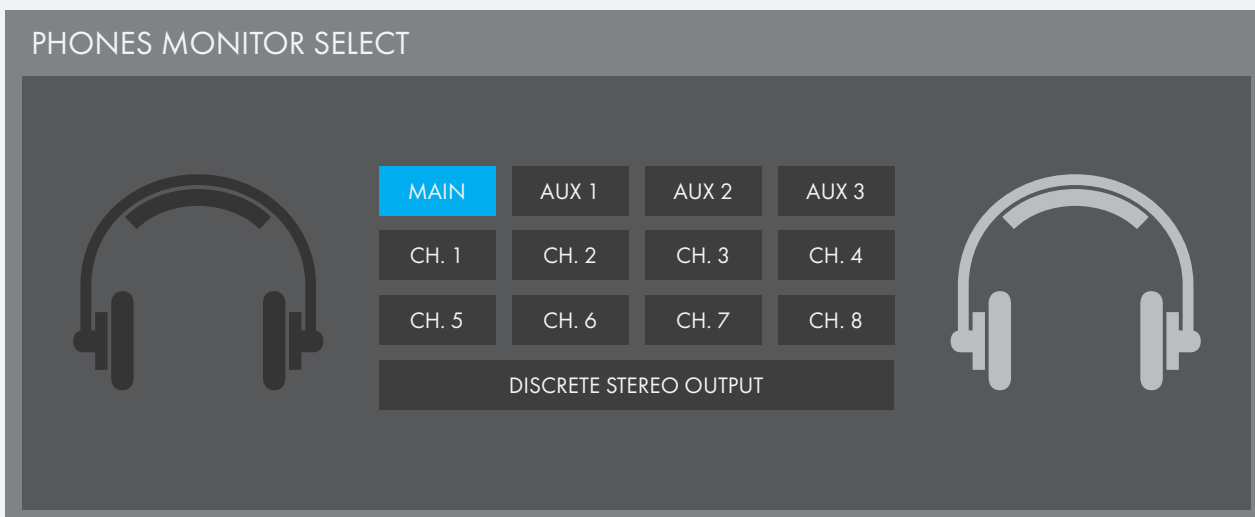 PHONES MONITOR SELECT
MAIN AUX 1 AUX 2 AUX 3
CH. 1 CH. 2 CH. 3 CH. 4
CH. 5 CH. 6 CH. 7 CH. 8
DISCRETE STEREO OUTPUT